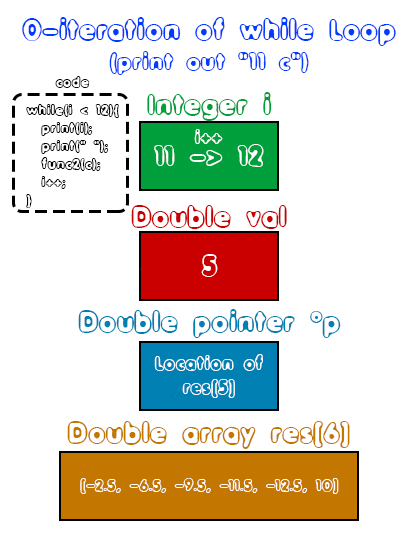 0-iteration of while Loop
(print out "11 c")
code
while(i < 12){
print(i);
print(" ");
func2(c);
i++;
}
Integer i
i++
11 -> 12
Double val
5
Double pointer *p
Location of
res[5]
Double array res[6]
{-2.5, -6.5, -9.5, -11.5, -12.5, 10}